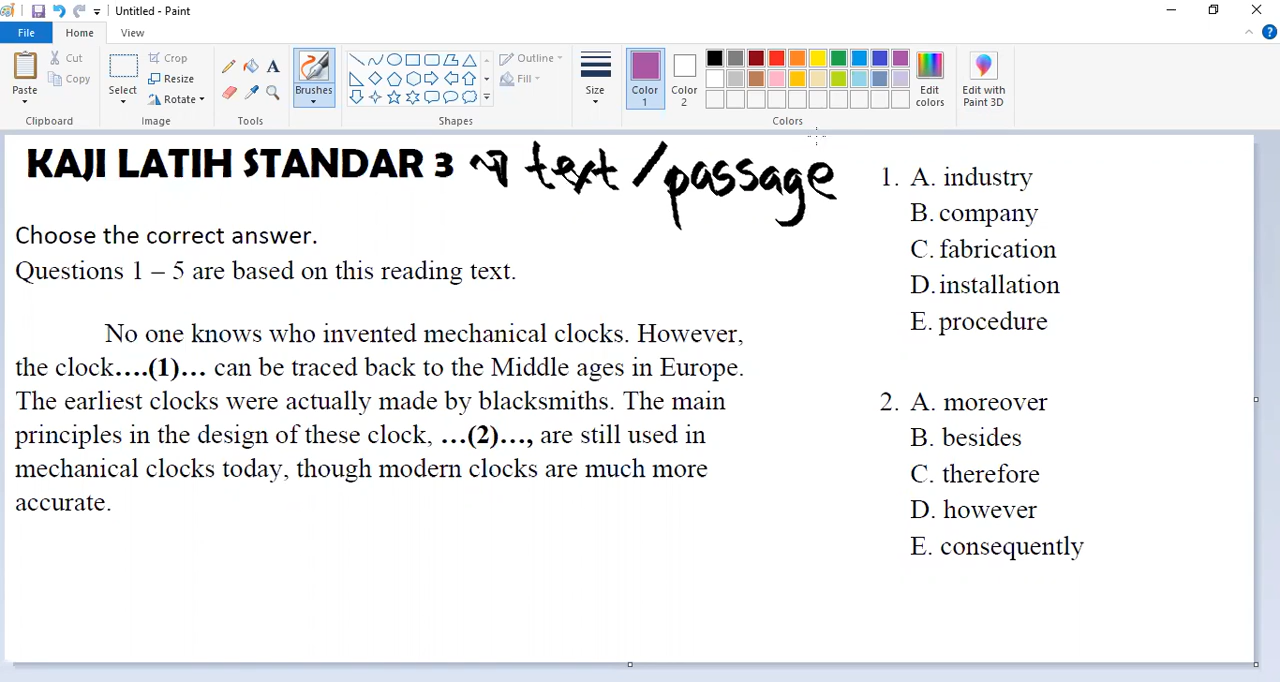 Untitled - Paint
File
Home
View
Paste
Cut
Copy
Clipboard
Select
Crop
Resize
Rotate
Image
A
Tools
Brushes
Outline
Fill
Shapes
Size
Color 1
Color 2
Edit colors
Colors
Edit with Paint 3D
KAJI LATIH STANDAR 3 text / passage
Choose the correct answer.
Questions 1 – 5 are based on this reading text.
No one knows who invented mechanical clocks. However,
the clock….(1)… can be traced back to the Middle ages in Europe.
The earliest clocks were actually made by blacksmiths. The main
principles in the design of these clock, …(2)…, are still used in
mechanical clocks today, though modern clocks are much more
accurate.
1. A. industry
B. company
C. fabrication
D. installation
E. procedure
2. A. moreover
B. besides
C. therefore
D. however
E. consequently